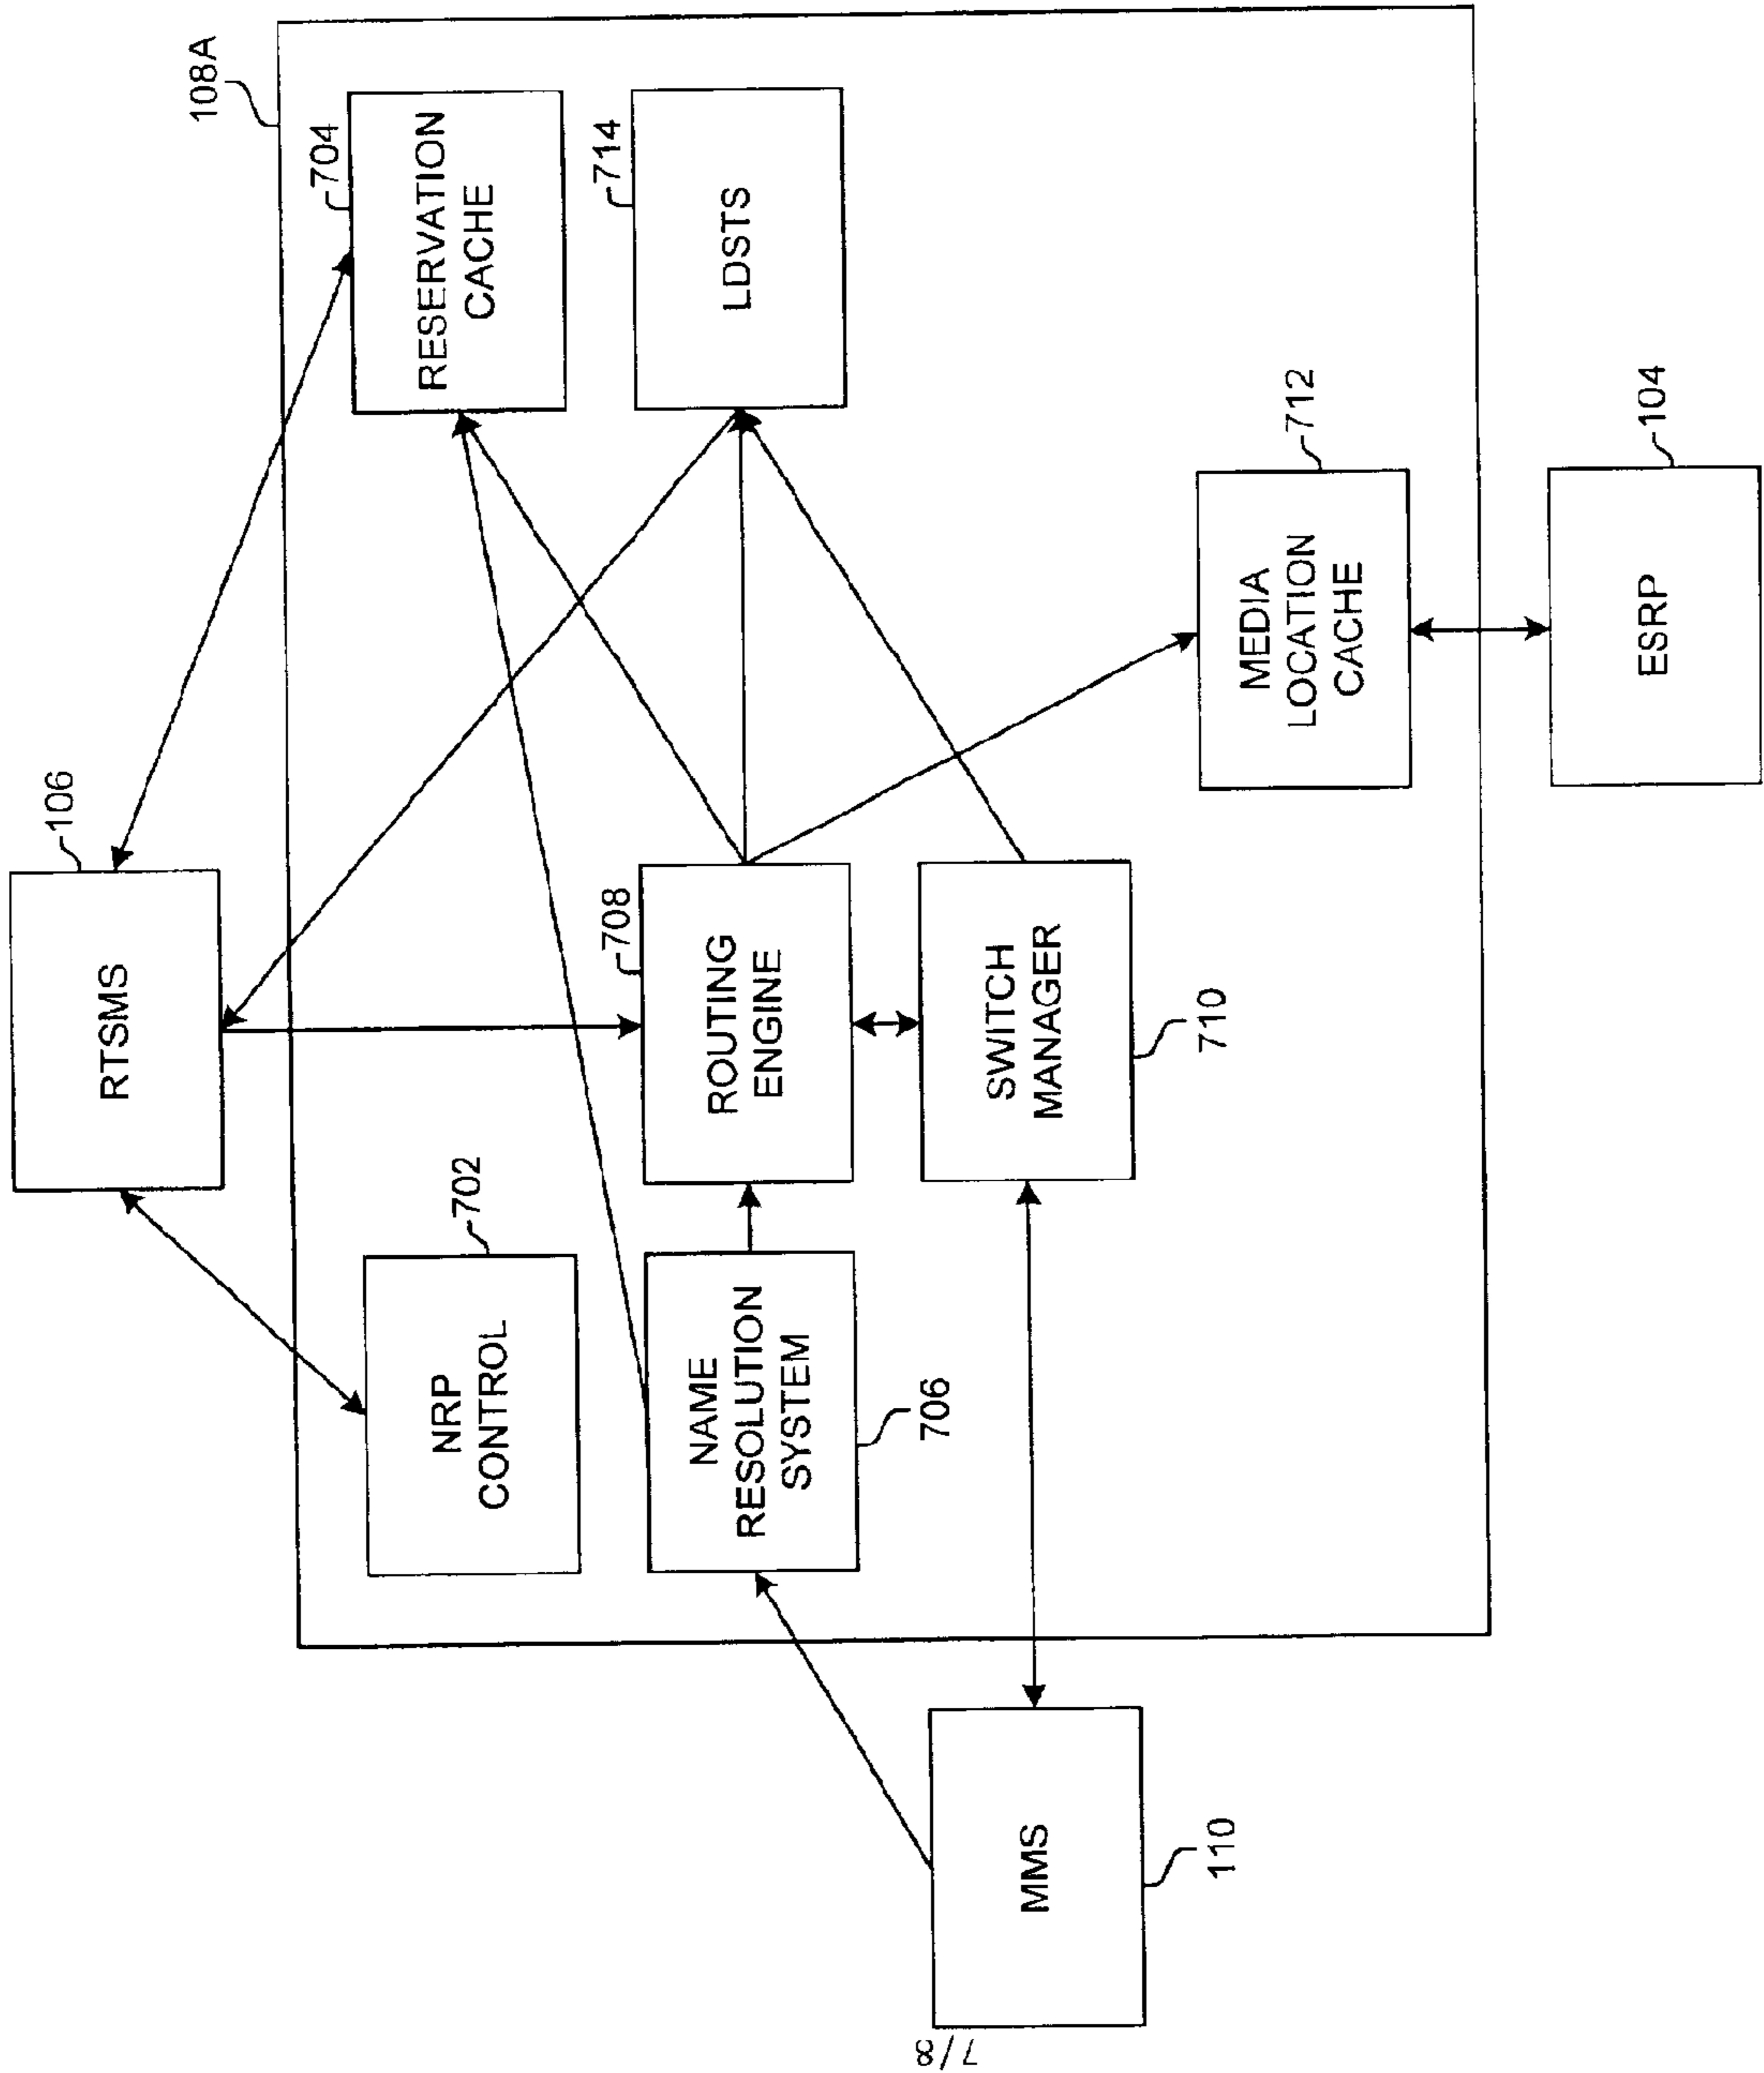 106
RTSMS
108A
702
NRP
CONTROL
704
RESERVATION
CACHE
706
NAME
RESOLUTION
SYSTEM
708
ROUTING
ENGINE
714
LDSTS
MMS
110
SWITCH
MANAGER
710
MEDIA
LOCATION
CACHE
712
ESRP
104
7/8